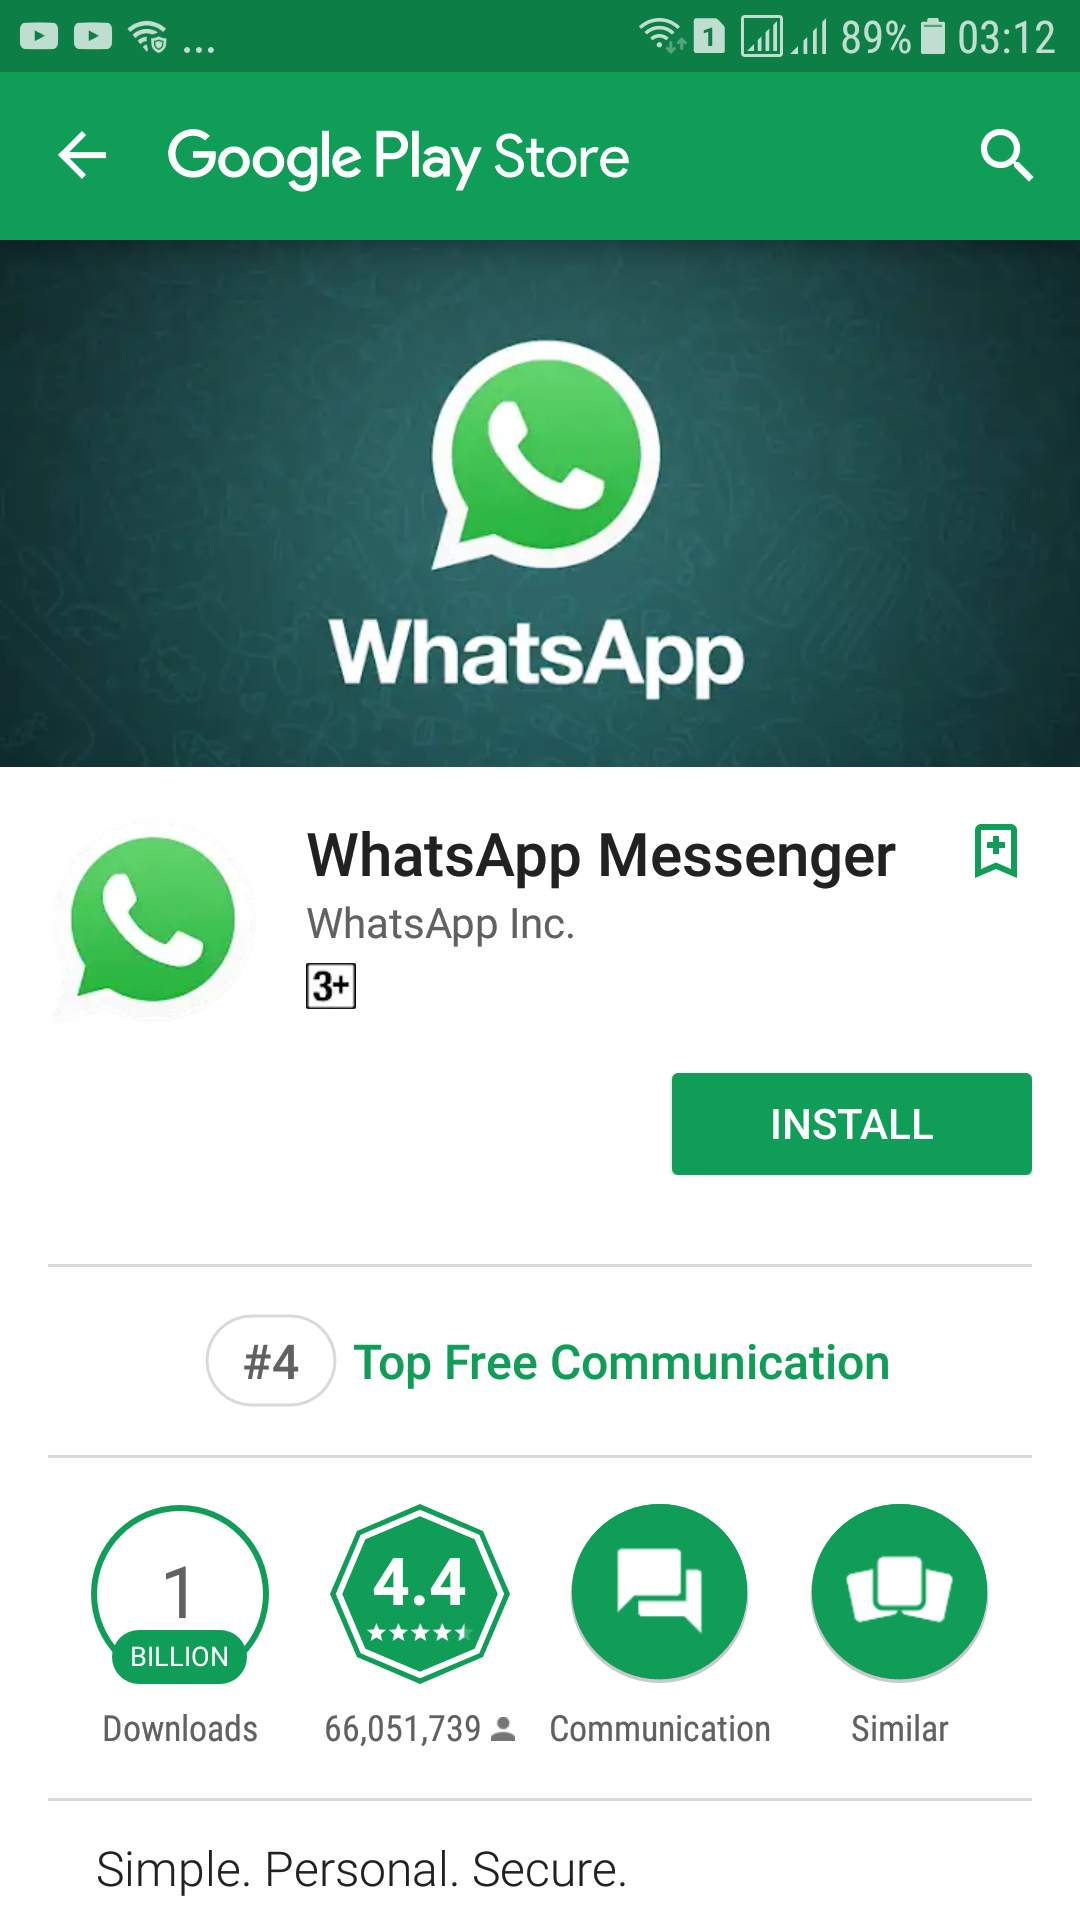 ... 1 89% 03:12
Google Play Store
WhatsApp
WhatsApp Messenger
WhatsApp Inc.
3+
INSTALL
#4 Top Free Communication
1 4.4
BILLION
Downloads 66,051,739 Communication Similar
Simple. Personal. Secure.